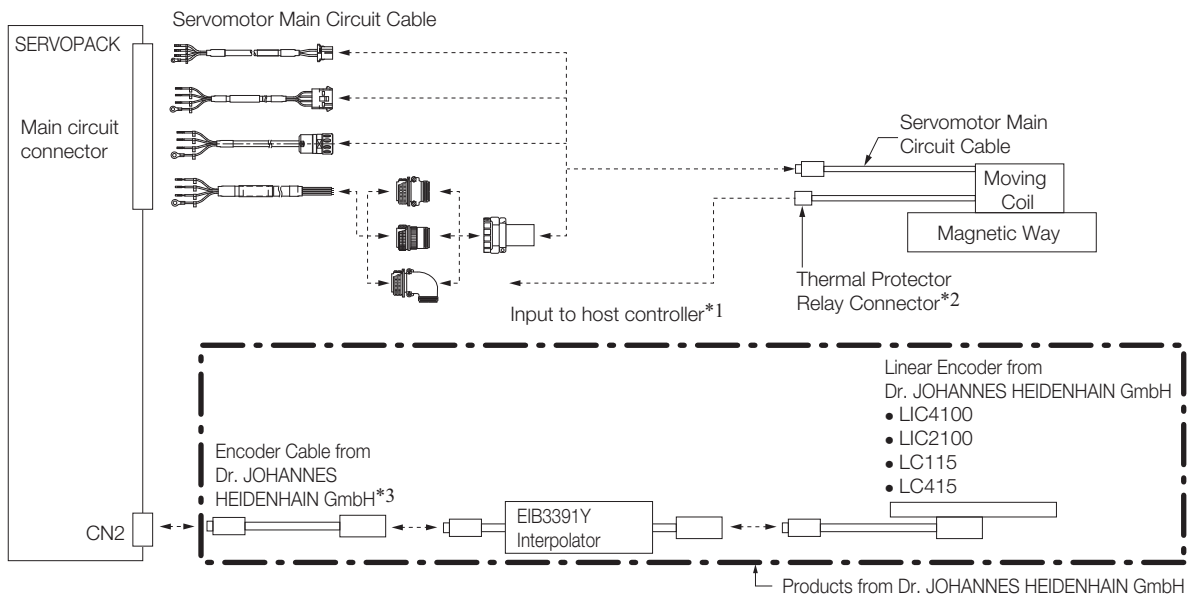 Servomotor Main Circuit Cable
SERVOPACK
Main circuit
connector
Servomotor Main
Circuit Cable
Moving
Coil
Magnetic Way
Thermal Protector
Relay Connector*2
Input to host controller*1
Linear Encoder from
Dr. JOHANNES HEIDENHAIN GmbH
• LIC4100
• LIC2100
• LC115
• LC415
Encoder Cable from
Dr. JOHANNES
HEIDENHAIN GmbH*3
EIB3391Y
Interpolator
CN2
Products from Dr. JOHANNES HEIDENHAIN GmbH